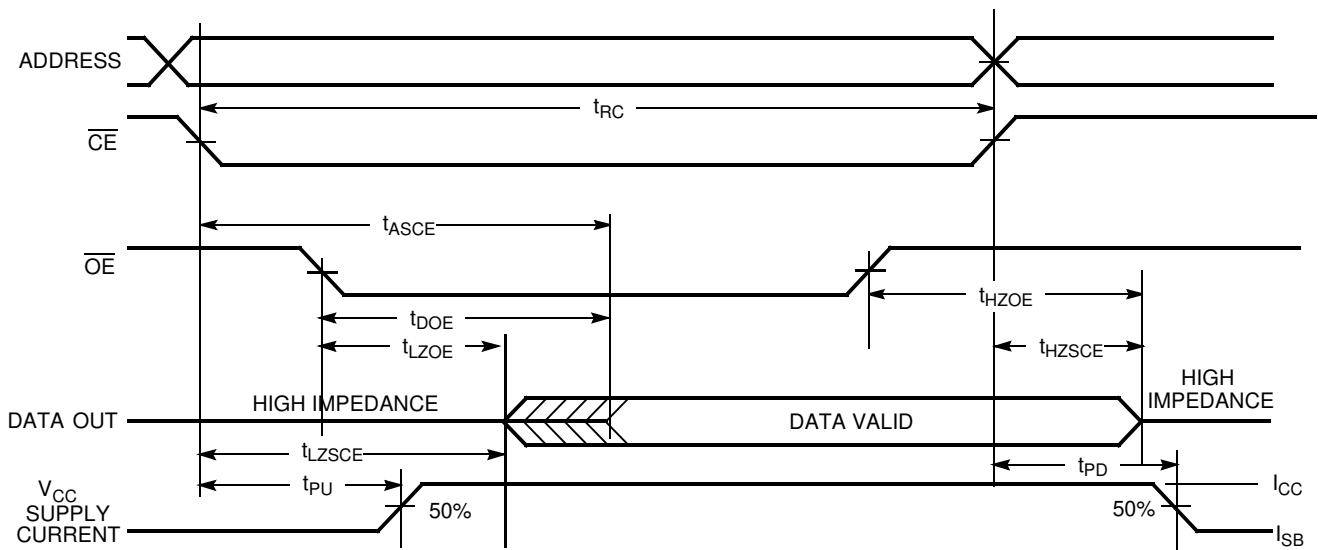 ADDRESS
tRC
CE
tASCE
OE
tHZOE
tDOE
tLZOE
tHZSCE
HIGH
IMPEDANCE
HIGH IMPEDANCE
DATA OUT
DATA VALID
tLZSCE
tPD
tPU
VCC
SUPPLY
CURRENT
50%
50%
ICC
ISB